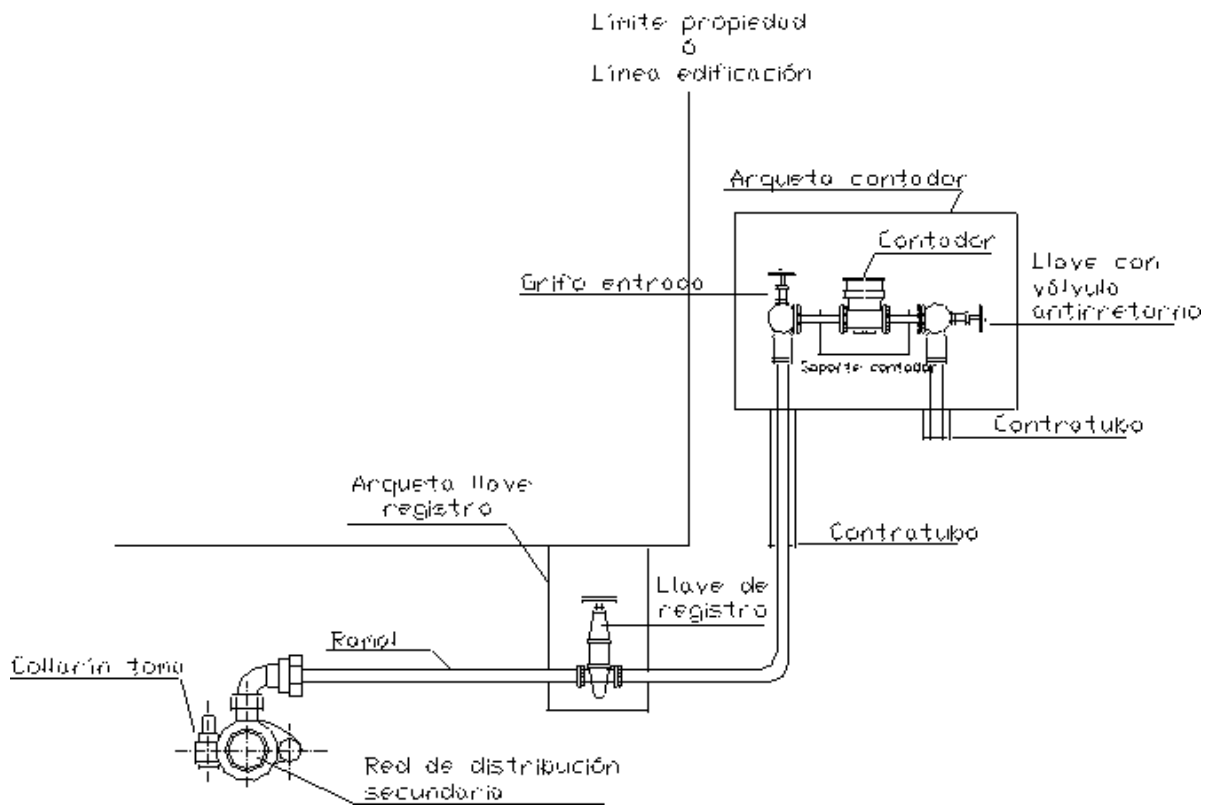 Límite propiedad
ó
Línea edificación
Arqueta contador
Contador
Llave con
válvula
antirretorno
Grifo entrada
Soporte contador
Contratubo
Arqueta llave
registro
Contratubo
Llave de
registro
Ramal
Collarín toma
Red de distribución
secundaria